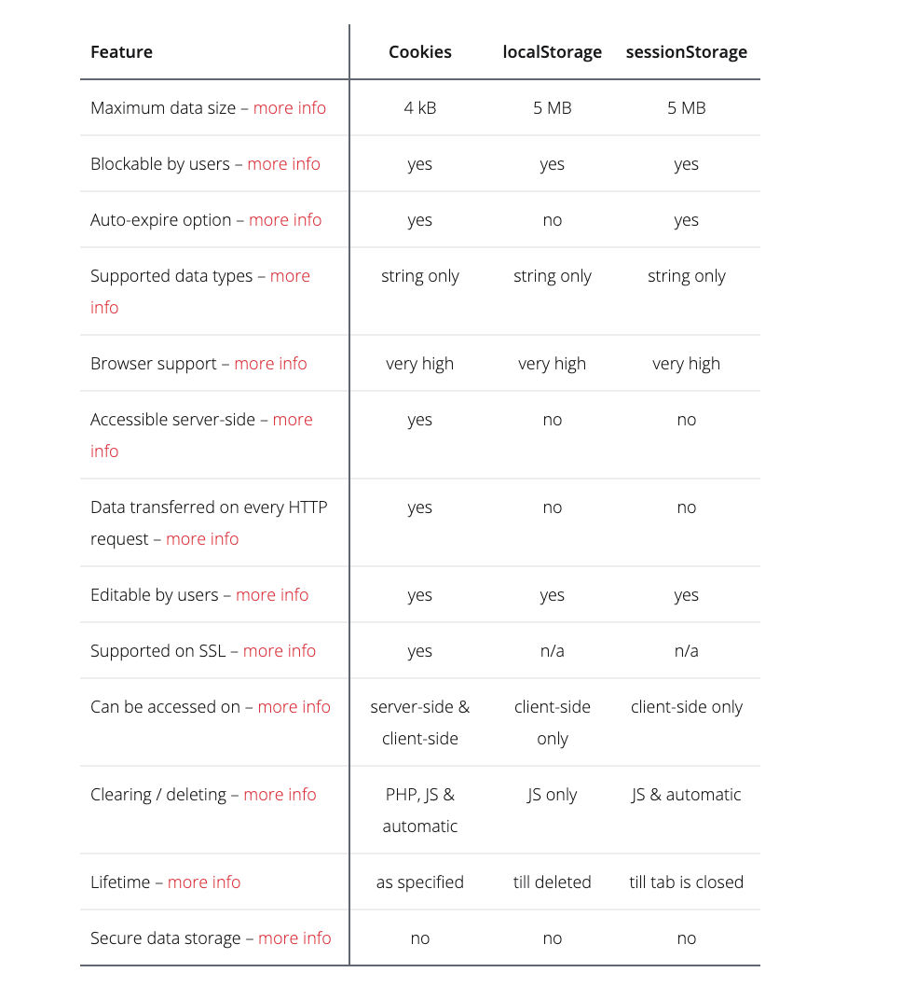 Feature Cookies localStorage sessionStorage
Maximum data size – more info 4 kB 5 MB 5 MB
Blockable by users – more info yes yes yes
Auto-expire option – more info yes no yes
Supported data types – more string only string only string only
info
Browser support – more info very high very high very high
Accessible server-side – more yes no no
info
Data transferred on every HTTP yes no no
request – more info
Editable by users – more info yes yes yes
Supported on SSL – more info yes n/a n/a
Can be accessed on – more info server-side & client-side client-side only
client-side only
Clearing / deleting – more info PHP, JS & JS only JS & automatic
automatic
Lifetime – more info as specified till deleted till tab is closed
Secure data storage – more info no no no